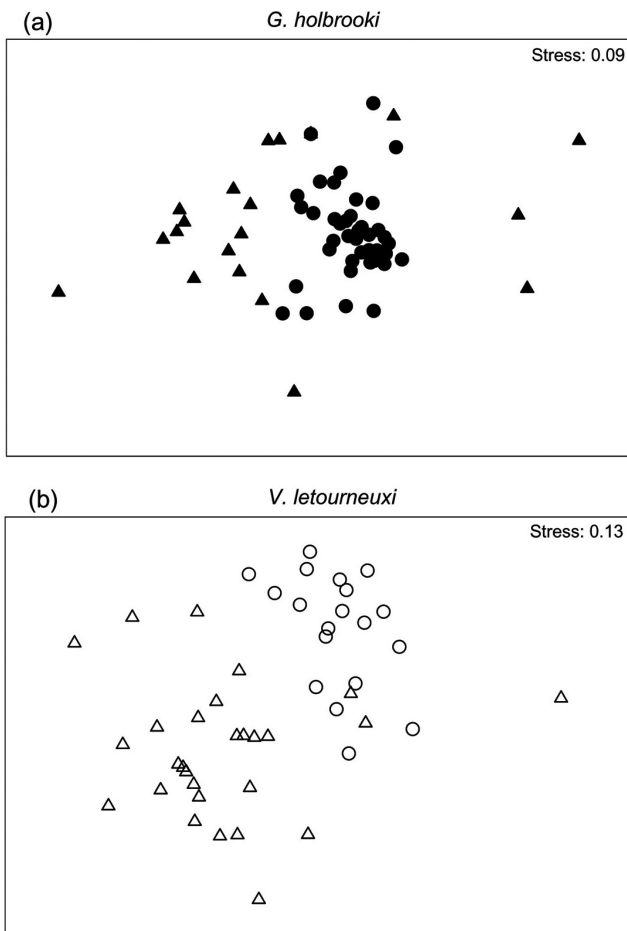 (a)
G. holbrooki
Stress: 0.09
(b)
V. letourneuxi
Stress: 0.13